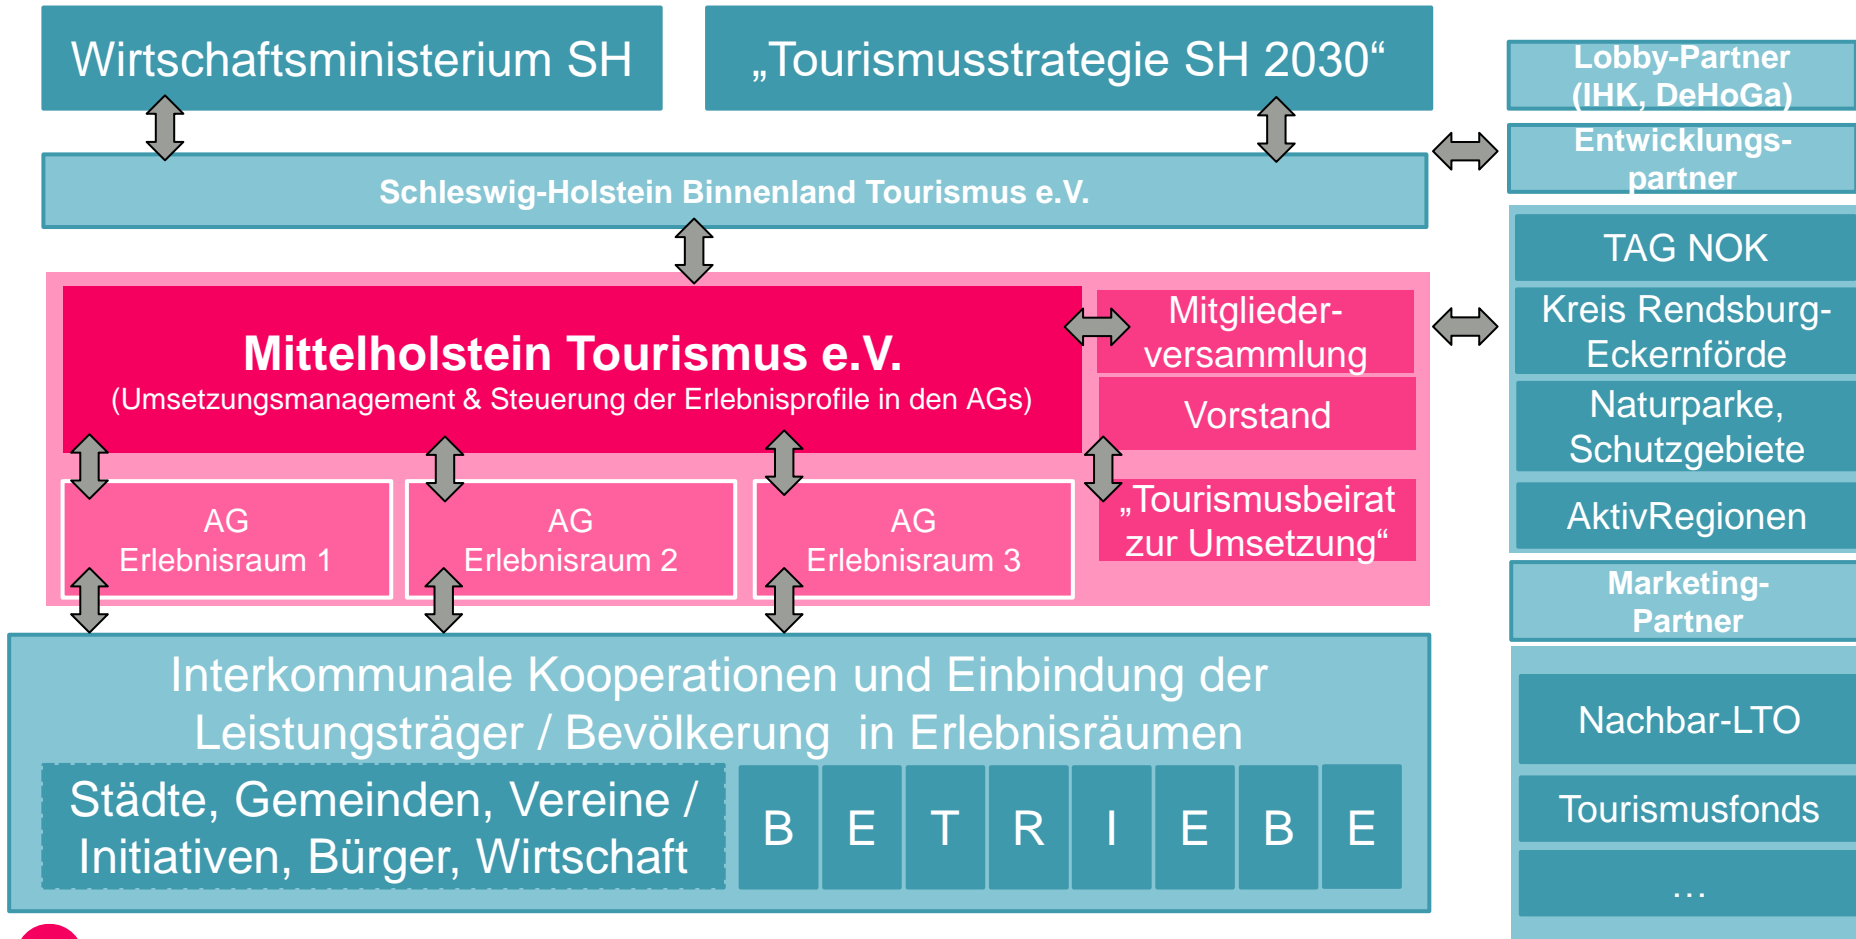 Wirtschaftsministerium SH
„Tourismusstrategie SH 2030“
Schleswig-Holstein Binnenland Tourismus e.V.
Mittelholstein Tourismus e.V.
(Umsetzungsmanagement & Steuerung der Erlebnisprofile in den AGs)
Mitglieder-
versammlung
Vorstand
„Tourismusbeirat
zur Umsetzung“
AG
Erlebnisraum 1
AG
Erlebnisraum 2
AG
Erlebnisraum 3
Interkommunale Kooperationen und Einbindung der
Leistungsträger / Bevölkerung in Erlebnisräumen
Städte, Gemeinden, Vereine /
Initiativen, Bürger, Wirtschaft
B E T R I E B E
Lobby-Partner
(IHK, DeHoGa)
Entwicklungs-
partner
TAG NOK
Kreis Rendsburg-
Eckernförde
Naturparke,
Schutzgebiete
AktivRegionen
Marketing-
Partner
Nachbar-LTO
Tourismusfonds
…